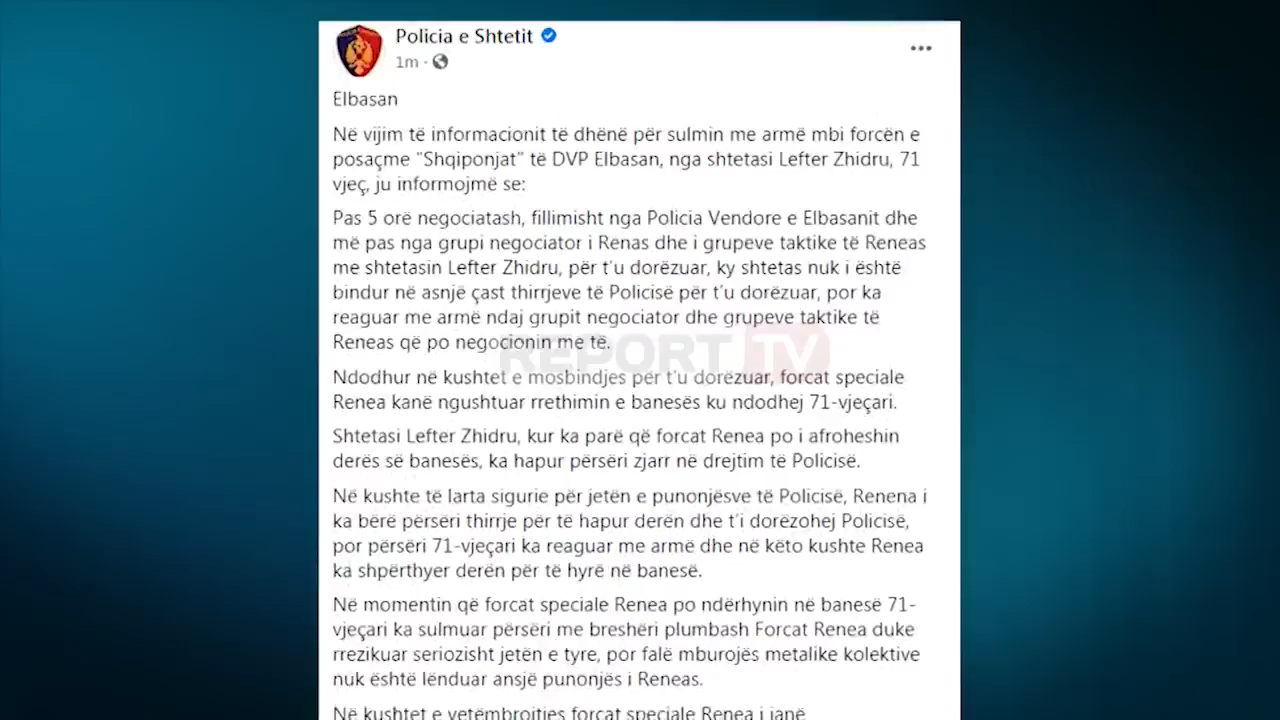 Policia e Shtetit
1m ·
Elbasan
Në vijim të informacionit të dhënë për sulmin me armë mbi forcën e
posaçme "Shqiponjat" të DVP Elbasan, nga shtetasi Lefter Zhidru, 71
vjeç, ju informojmë se:
Pas 5 orë negociatash, fillimisht nga Policia Vendore e Elbasanit dhe
më pas nga grupi negociator i Renas dhe i grupeve taktike të Reneas
me shtetasin Lefter Zhidru, për t'u dorëzuar, ky shtetas nuk i është
bindur në asnjë çast thirrjeve të Policisë për t'u dorëzuar, por ka
reaguar me armë ndaj grupit negociator dhe grupeve taktike të
Reneas që po negocionin me të.
REPORT TV
Ndodhur në kushtet e mosbindjes për t'u dorëzuar, forcat speciale
Renea kanë ngushtuar rrethimin e banesës ku ndodhej 71-vjeçari.
Shtetasi Lefter Zhidru, kur ka parë që forcat Renea po i afroheshin
derës së banesës, ka hapur përsëri zjarr në drejtim të Policisë.
Në kushte të larta sigurie për jetën e punonjësve të Policisë, Renena i
ka bërë përsëri thirrje për të hapur derën dhe t'i dorëzohej Policisë,
por përsëri 71-vjeçari ka reaguar me armë dhe në këto kushte Renea
ka shpërthyer derën për të hyrë në banesë.
Në momentin që forcat speciale Renea po ndërhynin në banesë 71-
vjeçari ka sulmuar përsëri me breshëri plumbash Forcat Renea duke
rrezikuar seriozisht jetën e tyre, por falë mburojës metalike kolektive
nuk është lënduar ansjë punonjës i Reneas.
Në kushtet e vetëmbrojtjes forcat speciale Renea i janë